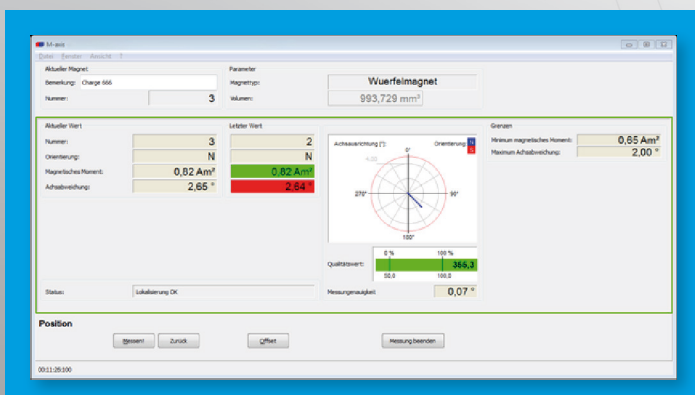 M-axis
Datei Fenster Ansicht ?
Aktueller Magnet
Parameter
Bemerkung: Charge 666
Magnettyp: Wuerfelmagnet
Nummer: 3
Volumen: 993,729 mm³
Aktueller Wert
Letzter Wert
Grenzen
Nummer: 3 2
Orientierung: N N
Magnetisches Moment: 0,82 Am² 0,82 Am²
Achsabweichung: 2,65 ° 2,64 °
Achsausrichtung [°]:
Orientierung: N
S
0°
270° 90°
180°
Minimum magnetisches Moment: 0,65 Am²
Maximum Achsabweichung: 2,00 °
0 % 100 %
Qualitätswert: 355,3
50,0 100,0
Status: Lokalisierung OK
Messungenauigkeit 0,07 °
Position
Messen! Zurück Offset Messung beenden
00:11:26:100